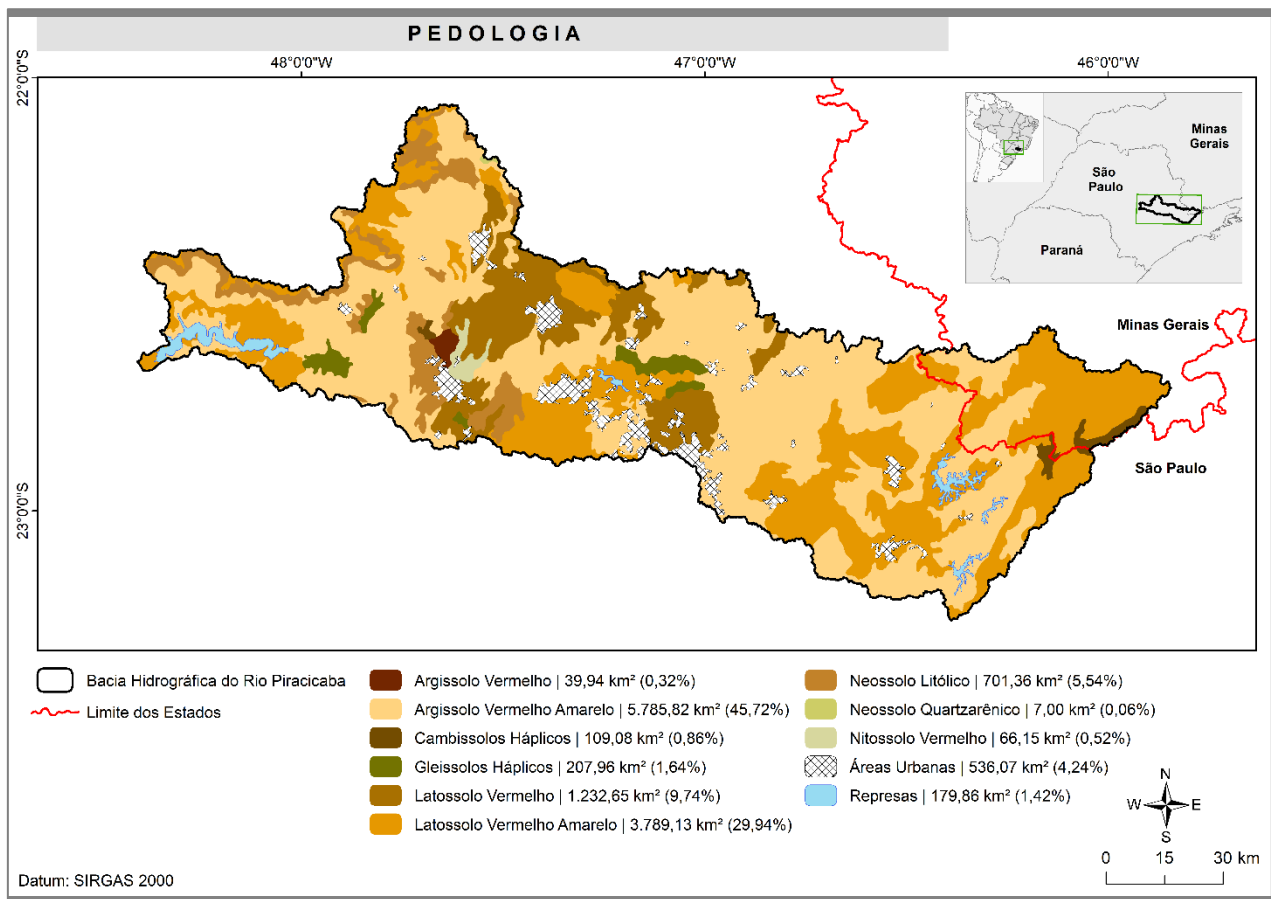 PEDOLOGIA
48°0'0"W
47°0'0"W
46°0'0"W
22°0'0"S
23°0'0"S
Minas
Gerais
São
Paulo
Paraná
Minas Gerais
São Paulo
Bacia Hidrográfica do Rio Piracicaba
Limite dos Estados
Argissolo Vermelho | 39,94 km² (0,32%)
Argissolo Vermelho Amarelo | 5.785,82 km² (45,72%)
Cambissolos Háplicos | 109,08 km² (0,86%)
Gleissolos Háplicos | 207,96 km² (1,64%)
Latossolo Vermelho | 1.232,65 km² (9,74%)
Latossolo Vermelho Amarelo | 3.789,13 km² (29,94%)
Neossolo Litólico | 701,36 km² (5,54%)
Neossolo Quartzarênico | 7,00 km² (0,06%)
Nitossolo Vermelho | 66,15 km² (0,52%)
Áreas Urbanas | 536,07 km² (4,24%)
Represas | 179,86 km² (1,42%)
N
W E
S
0 15 30 km
Datum: SIRGAS 2000